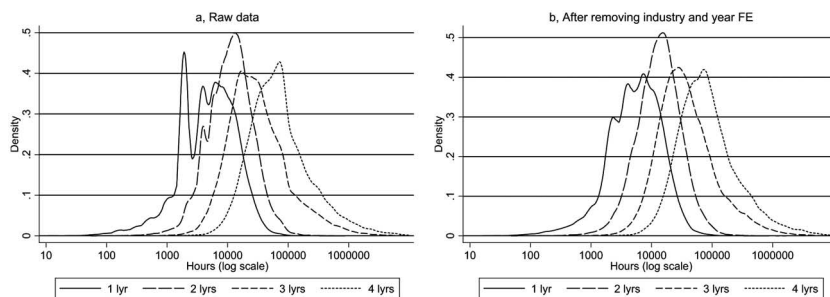 a, Raw data
.5
.4
.3
.2
.1
0
Density
10 1000 10000 100000 1000000
Hours (log scale)
1 lyr 2 lyrs 3 lyrs 4 lyrs
b, After removing industry and year FE
.5
.4
.3
.2
.1
0
Density
10 1000 10000 100000 1000000
Hours (log scale)
1 lyr 2 lyrs 3 lyrs 4 lyrs